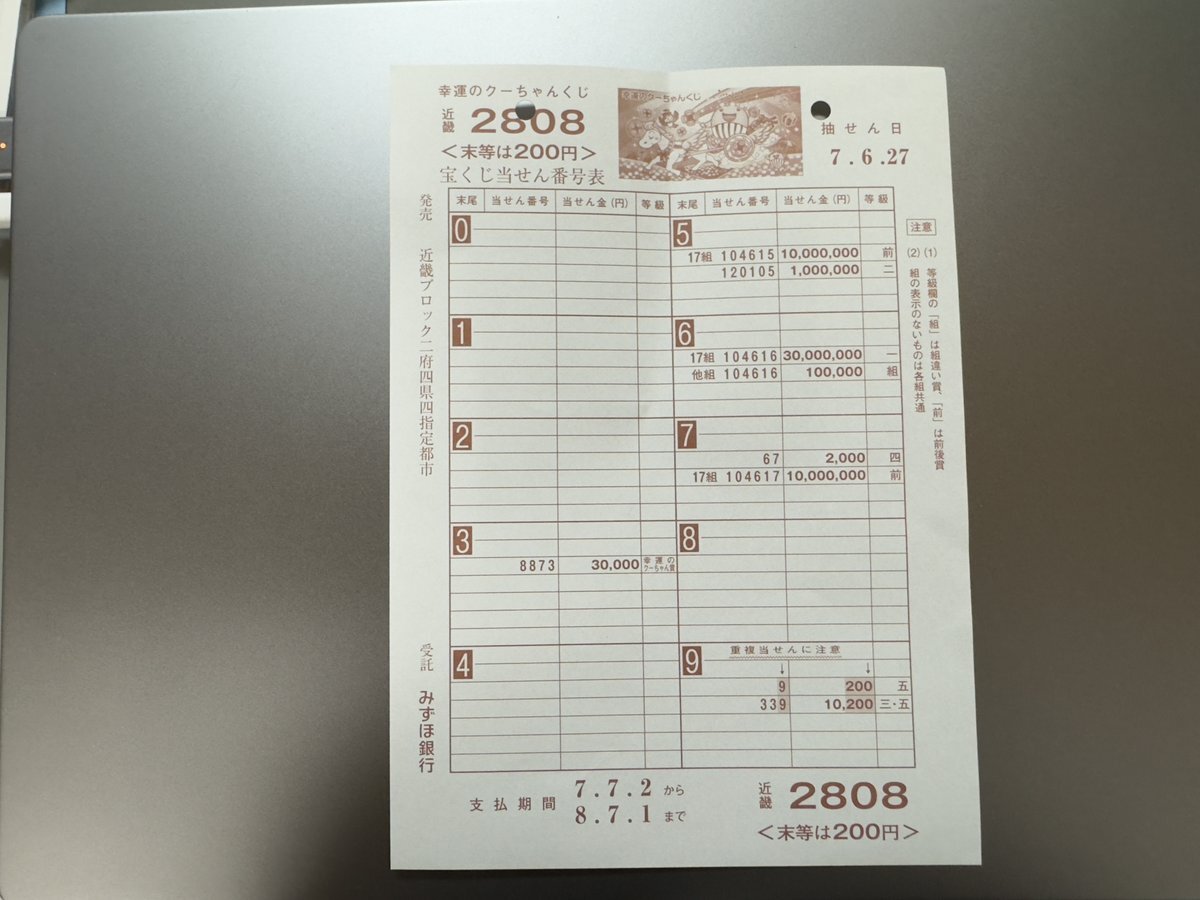 幸運のクーちゃんくじ
近畿 2808
<末等は200円>
宝くじ当せん番号表
幸運のクーちゃんくじ
抽せん日
7.6.27
発売 近畿ブロック二府四県四指定都市
受託 みずほ銀行
末尾 当せん番号 当せん金(円) 等級
0
1
2
3
8873 30,000 幸運のクーちゃん賞
4
末尾 当せん番号 当せん金(円) 等級
5
17組 104615 10,000,000 前
120105 1,000,000 二
6
17組 104616 30,000,000 一
他組 104616 100,000 組
7
67 2,000 四
17組 104617 10,000,000 前
8
9 重複当せんに注意
↓ ↓
9 200 五
339 10,200 三・五
注意
(1) 等級欄の「組」は組違い賞、「前」は前後賞
(2) 組の表示のないものは各組共通
支払期間 7.7.2 から
8.7.1 まで
近畿 2808
<末等は200円>